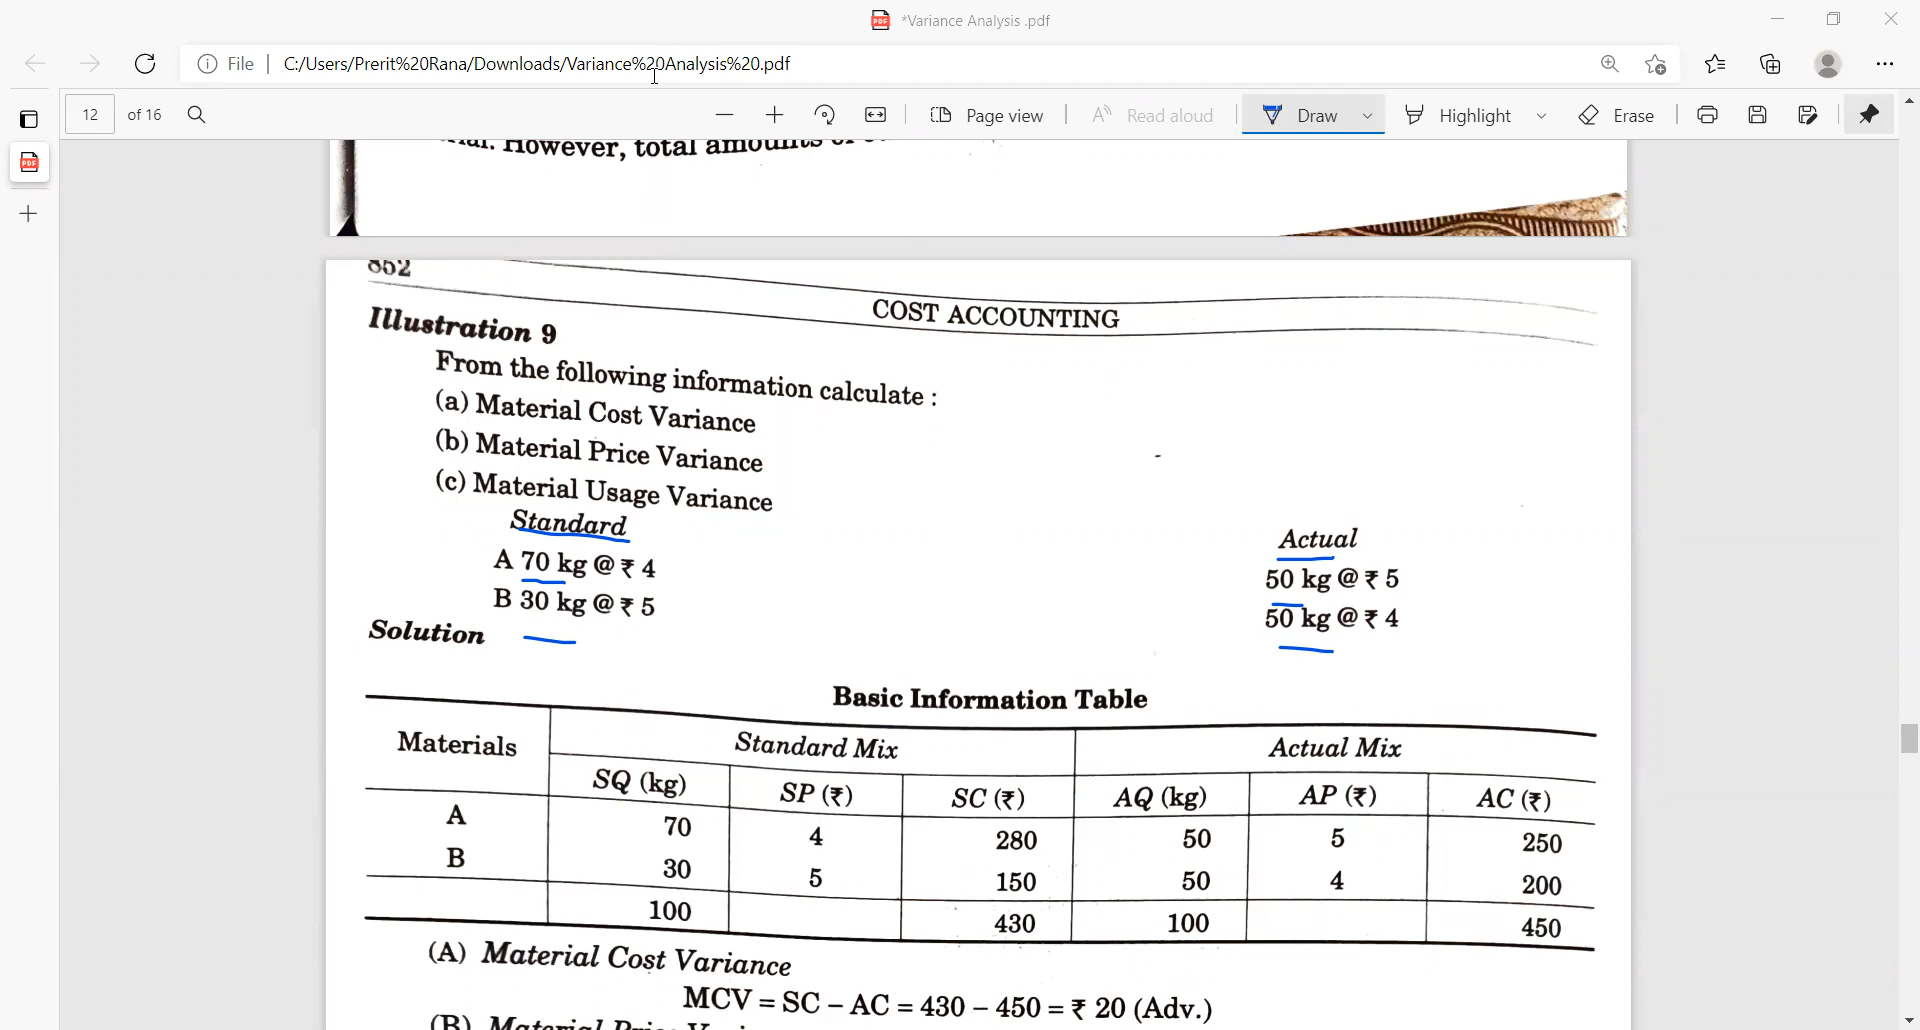 *Variance Analysis .pdf
File | C:/Users/Prerit%20Rana/Downloads/Variance%20Analysis%20.pdf
12 of 16 Page view Read aloud Draw Highlight Erase
However, total amounts
852
COST ACCOUNTING
Illustration 9
From the following information calculate :
(a) Material Cost Variance
(b) Material Price Variance
(c) Material Usage Variance
Standard Actual
A 70 kg @ ₹ 4 50 kg @ ₹ 5
B 30 kg @ ₹ 5 50 kg @ ₹ 4
Solution
Basic Information Table
Materials Standard Mix Actual Mix
SQ (kg) SP (₹) SC (₹) AQ (kg) AP (₹) AC (₹)
A 70 4 280 50 5 250
B 30 5 150 50 4 200
100 430 100 450
(A) Material Cost Variance
MCV = SC – AC = 430 – 450 = ₹ 20 (Adv.)
(B) Material